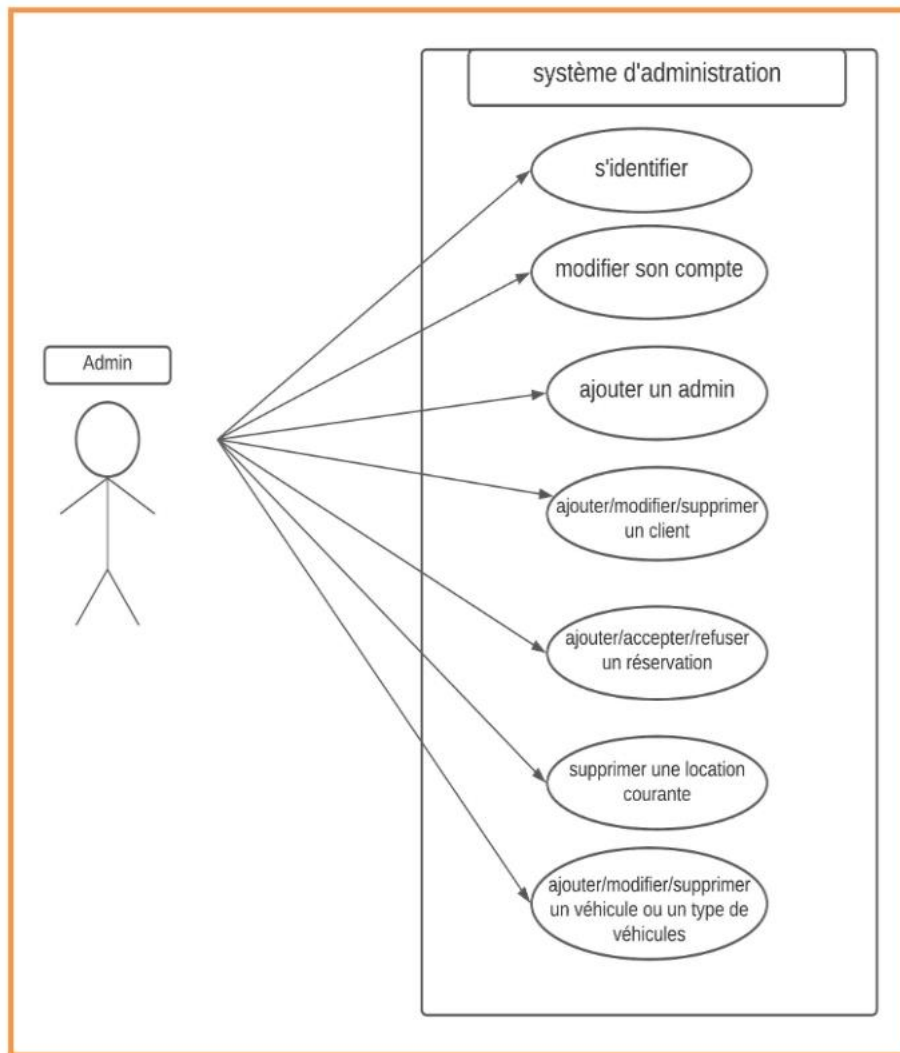 système d'administration
s'identifier
modifier son compte
Admin
ajouter un admin
ajouter/modifier/supprimer
un client
ajouter/accepter/refuser
un réservation
supprimer une location
courante
ajouter/modifier/supprimer
un véhicule ou un type de
véhicules